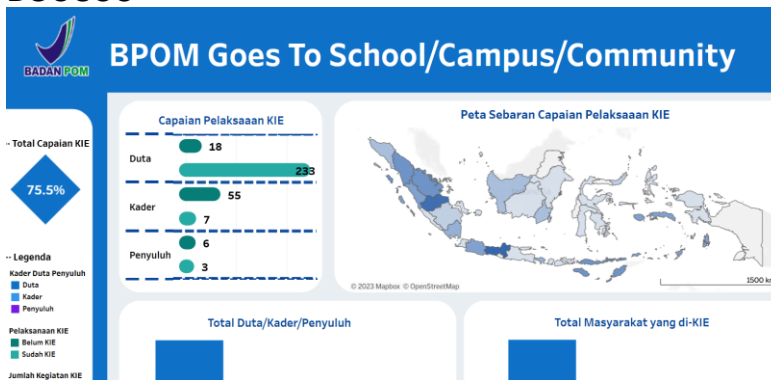 BADAN POM
BPOM Goes To School/Campus/Community
Total Capaian KIE
75.5%
Legenda
Kader Duta Penyuluh
Duta
Kader
Penyuluh
Pelaksanaan KIE
Belum KIE
Sudah KIE
Jumlah Kegiatan KIE
Capaian Pelaksaaan KIE
Duta
18
233
Kader
55
7
Penyuluh
6
3
Peta Sebaran Capaian Pelaksaaan KIE
© 2023 Mapbox © OpenStreetMap
1500 km
Total Duta/Kader/Penyuluh
Total Masyarakat yang di-KIE